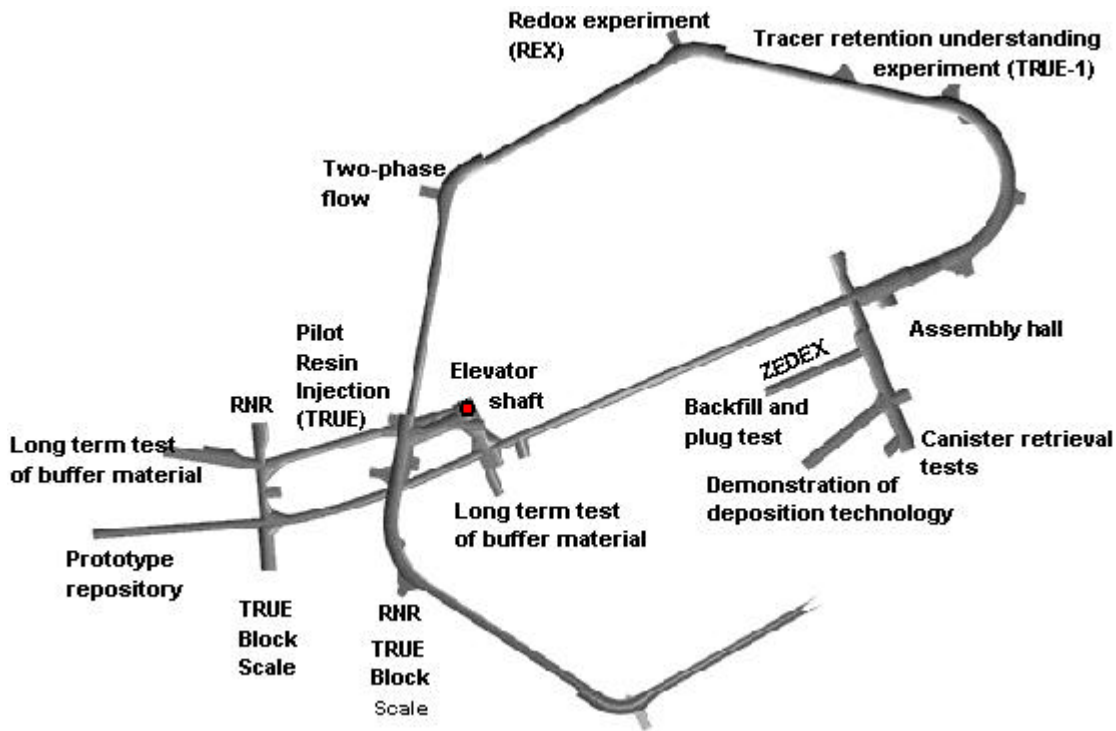 Redox experiment
(REX)
Tracer retention understanding
experiment (TRUE-1)
Two-phase
flow
Pilot
Resin
Injection
(TRUE)
Elevator
shaft
Assembly hall
ZEDEX
Backfill and
plug test
RNR
Long term test
of buffer material
Canister retrieval
tests
Demonstration of
deposition technology
Long term test
of buffer material
Prototype
repository
TRUE
Block
Scale
RNR
TRUE
Block
Scale